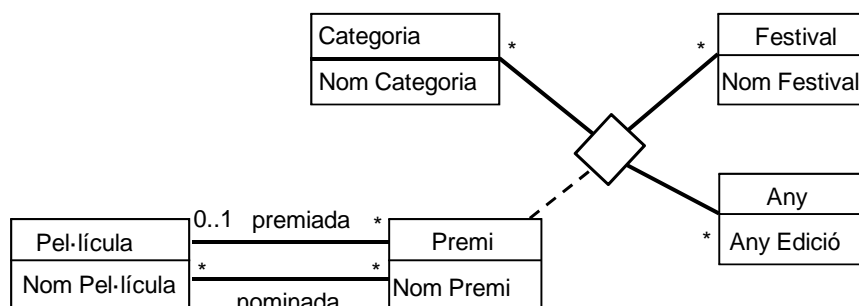 Categoria
*
*
Festival
Nom Categoria
Nom Festival
Any
0..1 premiada *
Pel·lícula
Premi
* Any Edició
*
*
Nom Pel·lícula
Nom Premi
nominada